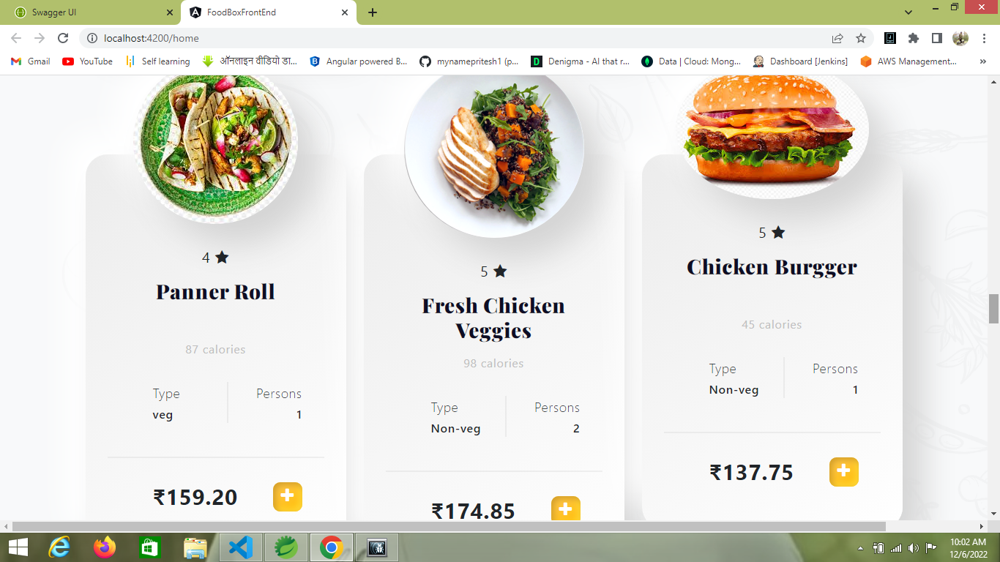 Swagger UI
FoodBoxFrontEnd
localhost:4200/home
Gmail
YouTube
Self learning
ऑनलाइन वीडियो डा...
Angular powered B...
mynamepritesh1 (p...
Denigma - AI that r...
Data | Cloud: Mong...
Dashboard [Jenkins]
AWS Management...
»
4
Panner Roll
87 calories
Type
Persons
veg
1
₹159.20
5
Fresh Chicken
Veggies
98 calories
Type
Persons
Non-veg
2
₹174.85
5
Chicken Burgger
45 calories
Type
Persons
Non-veg
1
₹137.75
10:02 AM
12/6/2022